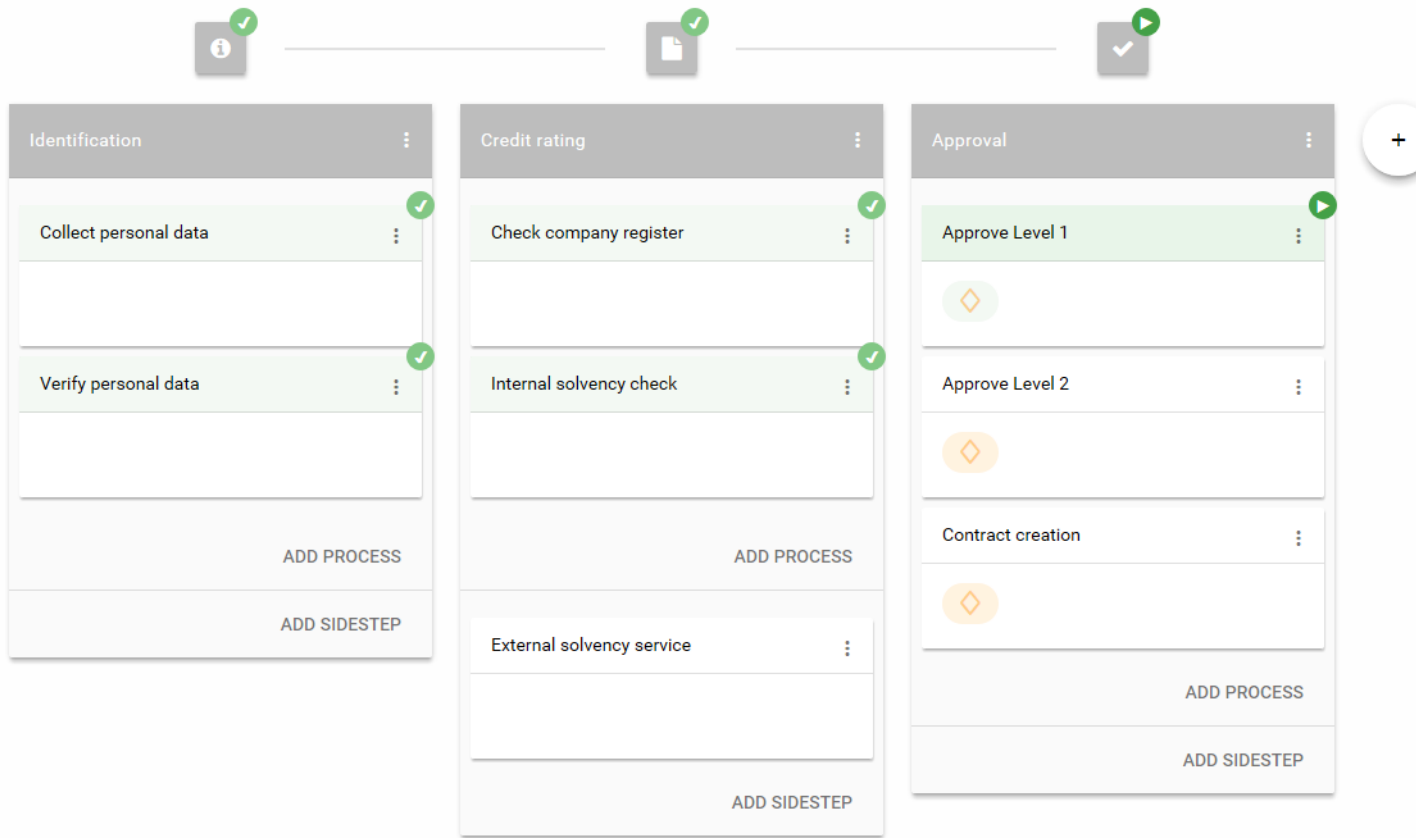 Identification
Collect personal data
Verify personal data
ADD PROCESS
ADD SIDESTEP
Credit rating
Check company register
Internal solvency check
ADD PROCESS
External solvency service
ADD SIDESTEP
Approval
Approve Level 1
Approve Level 2
Contract creation
ADD PROCESS
ADD SIDESTEP
+